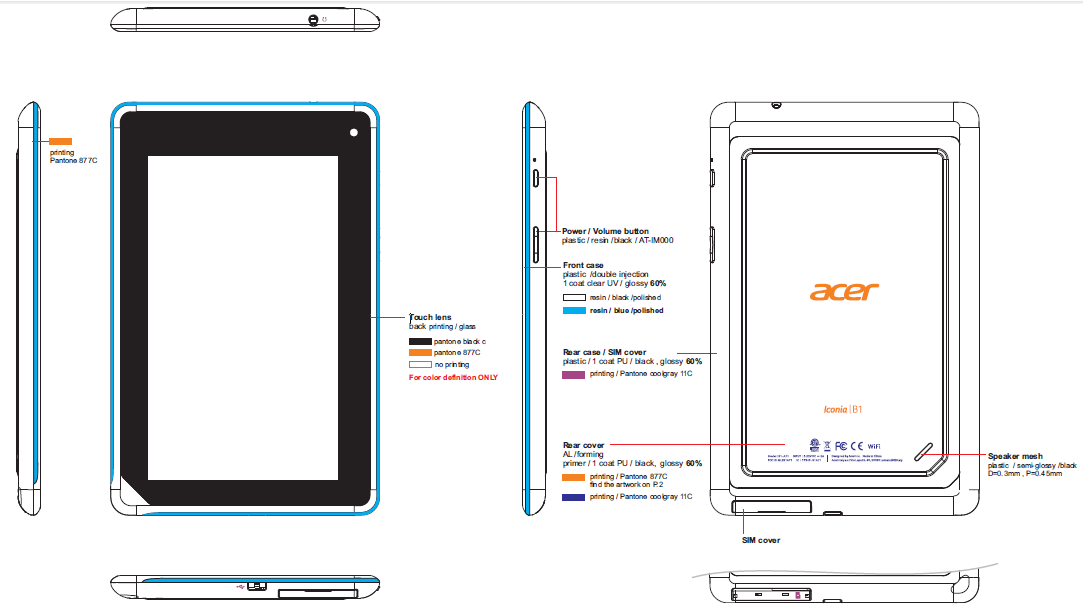 printing
Pantone 877C
Power / Volume button
plastic / resin /black / AT-IM000
Front case
plastic /double injection
1 coat clear UV / glossy 60%
resin / black /polished
resin / blue /polished
Touch lens
back printing / glass
pantone black c
pantone 877C
no printing
For color definition ONLY
Rear case / SIM cover
plastic / 1 coat PU / black , glossy 60%
printing / Pantone coolgray 11C
Rear cover
AL /forming
primer / 1 coat PU / black, glossy 60%
printing / Pantone 877C
find the artwork on P.2
printing / Pantone coolgray 11C
acer
Iconia | B1
FC CE WiFi
Speaker mesh
plastic / semi-glossy /black
D=0.3mm , P=0.45mm
SIM cover